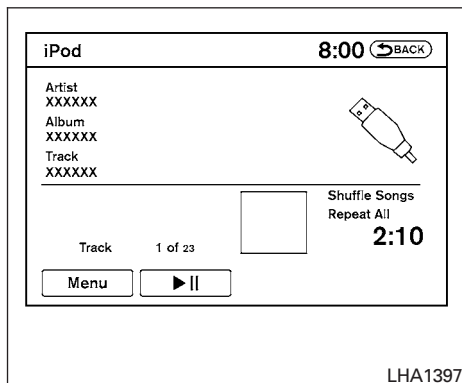 iPod 8:00 BACK
Artist
XXXXXX
Album
XXXXXX
Track
XXXXXX
Shuffle Songs
Repeat All
2:10
Track 1 of 23
Menu
LHA1397